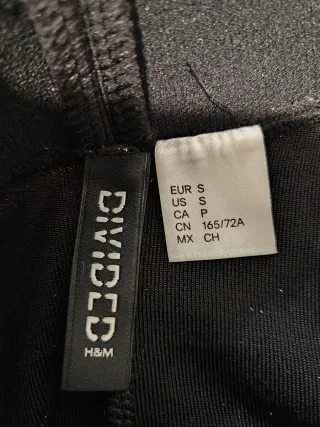 DIVIDED
H&M
EUR S
US S
CA P
CN 165/72A
MX CH